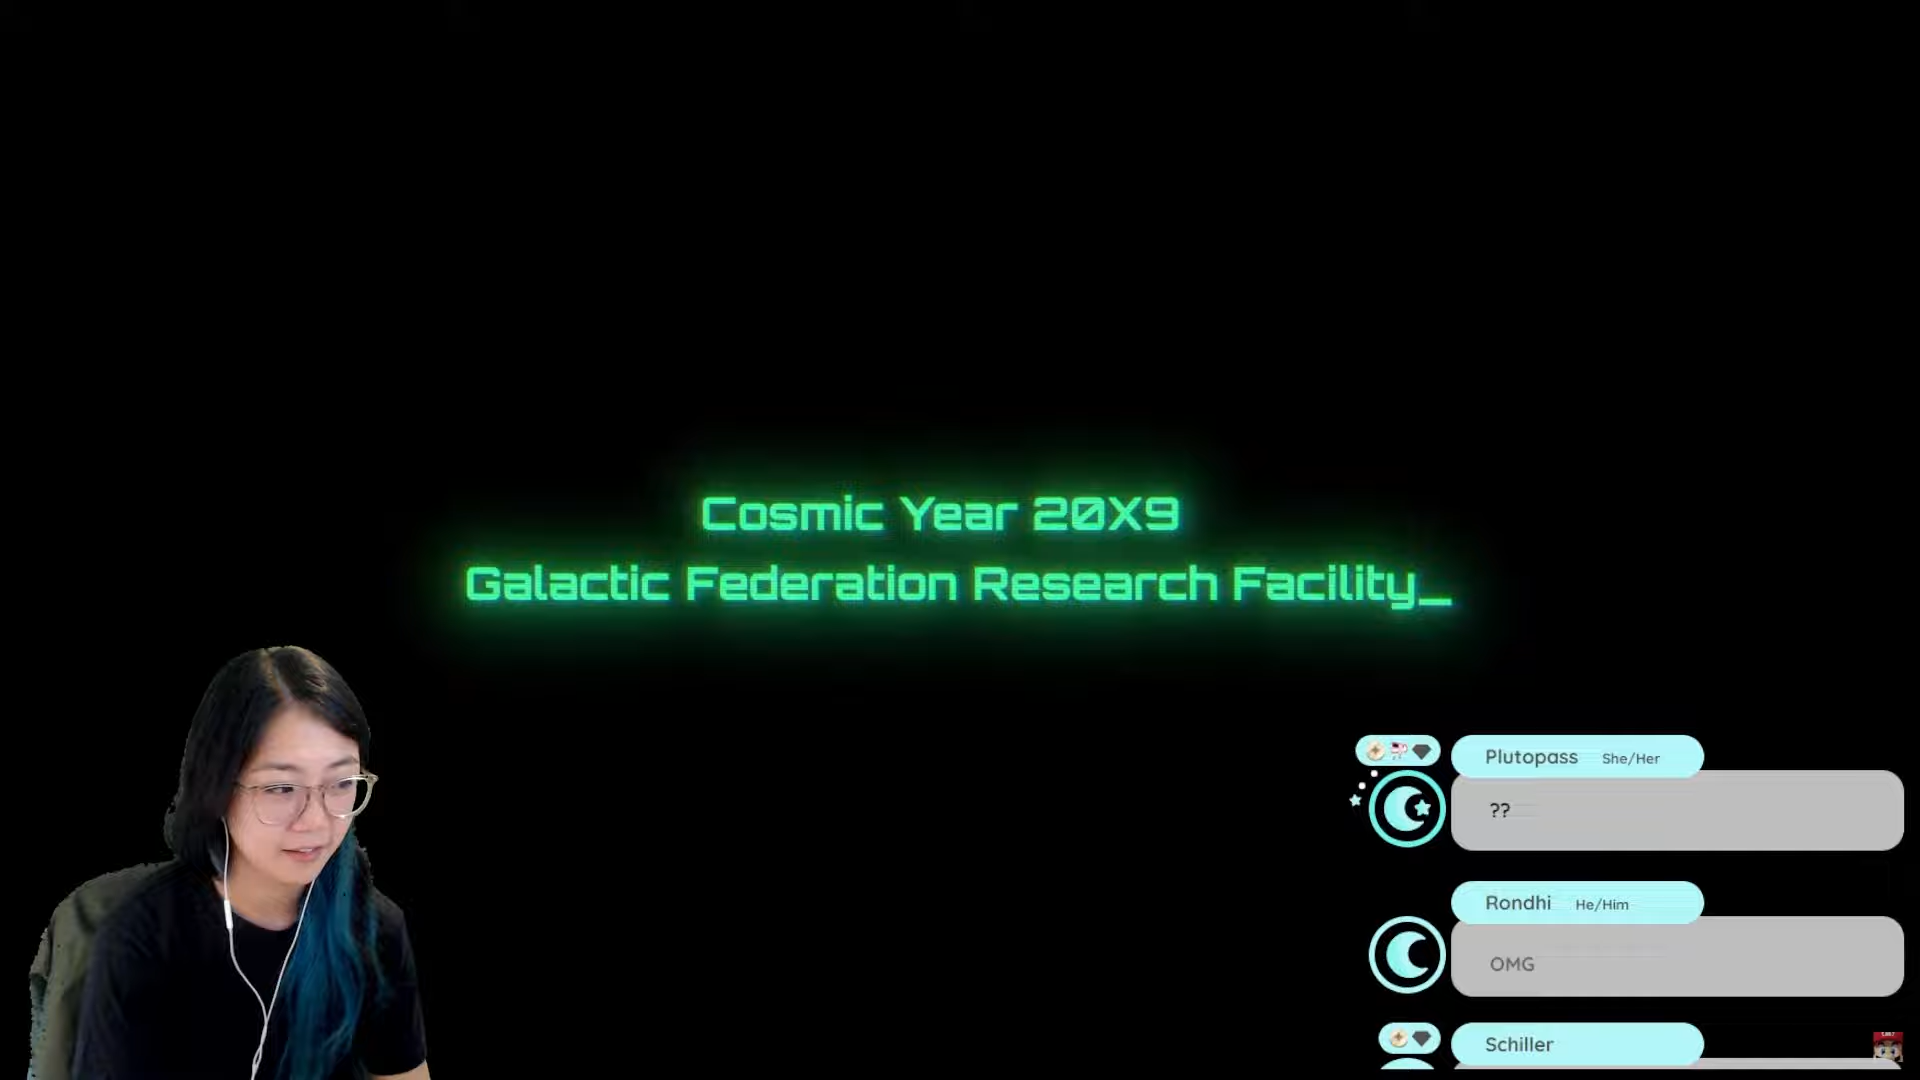 Cosmic Year 20X9
Galactic Federation Research Facility_
Plutopass She/Her
??
Rondhi He/Him
OMG
Schiller